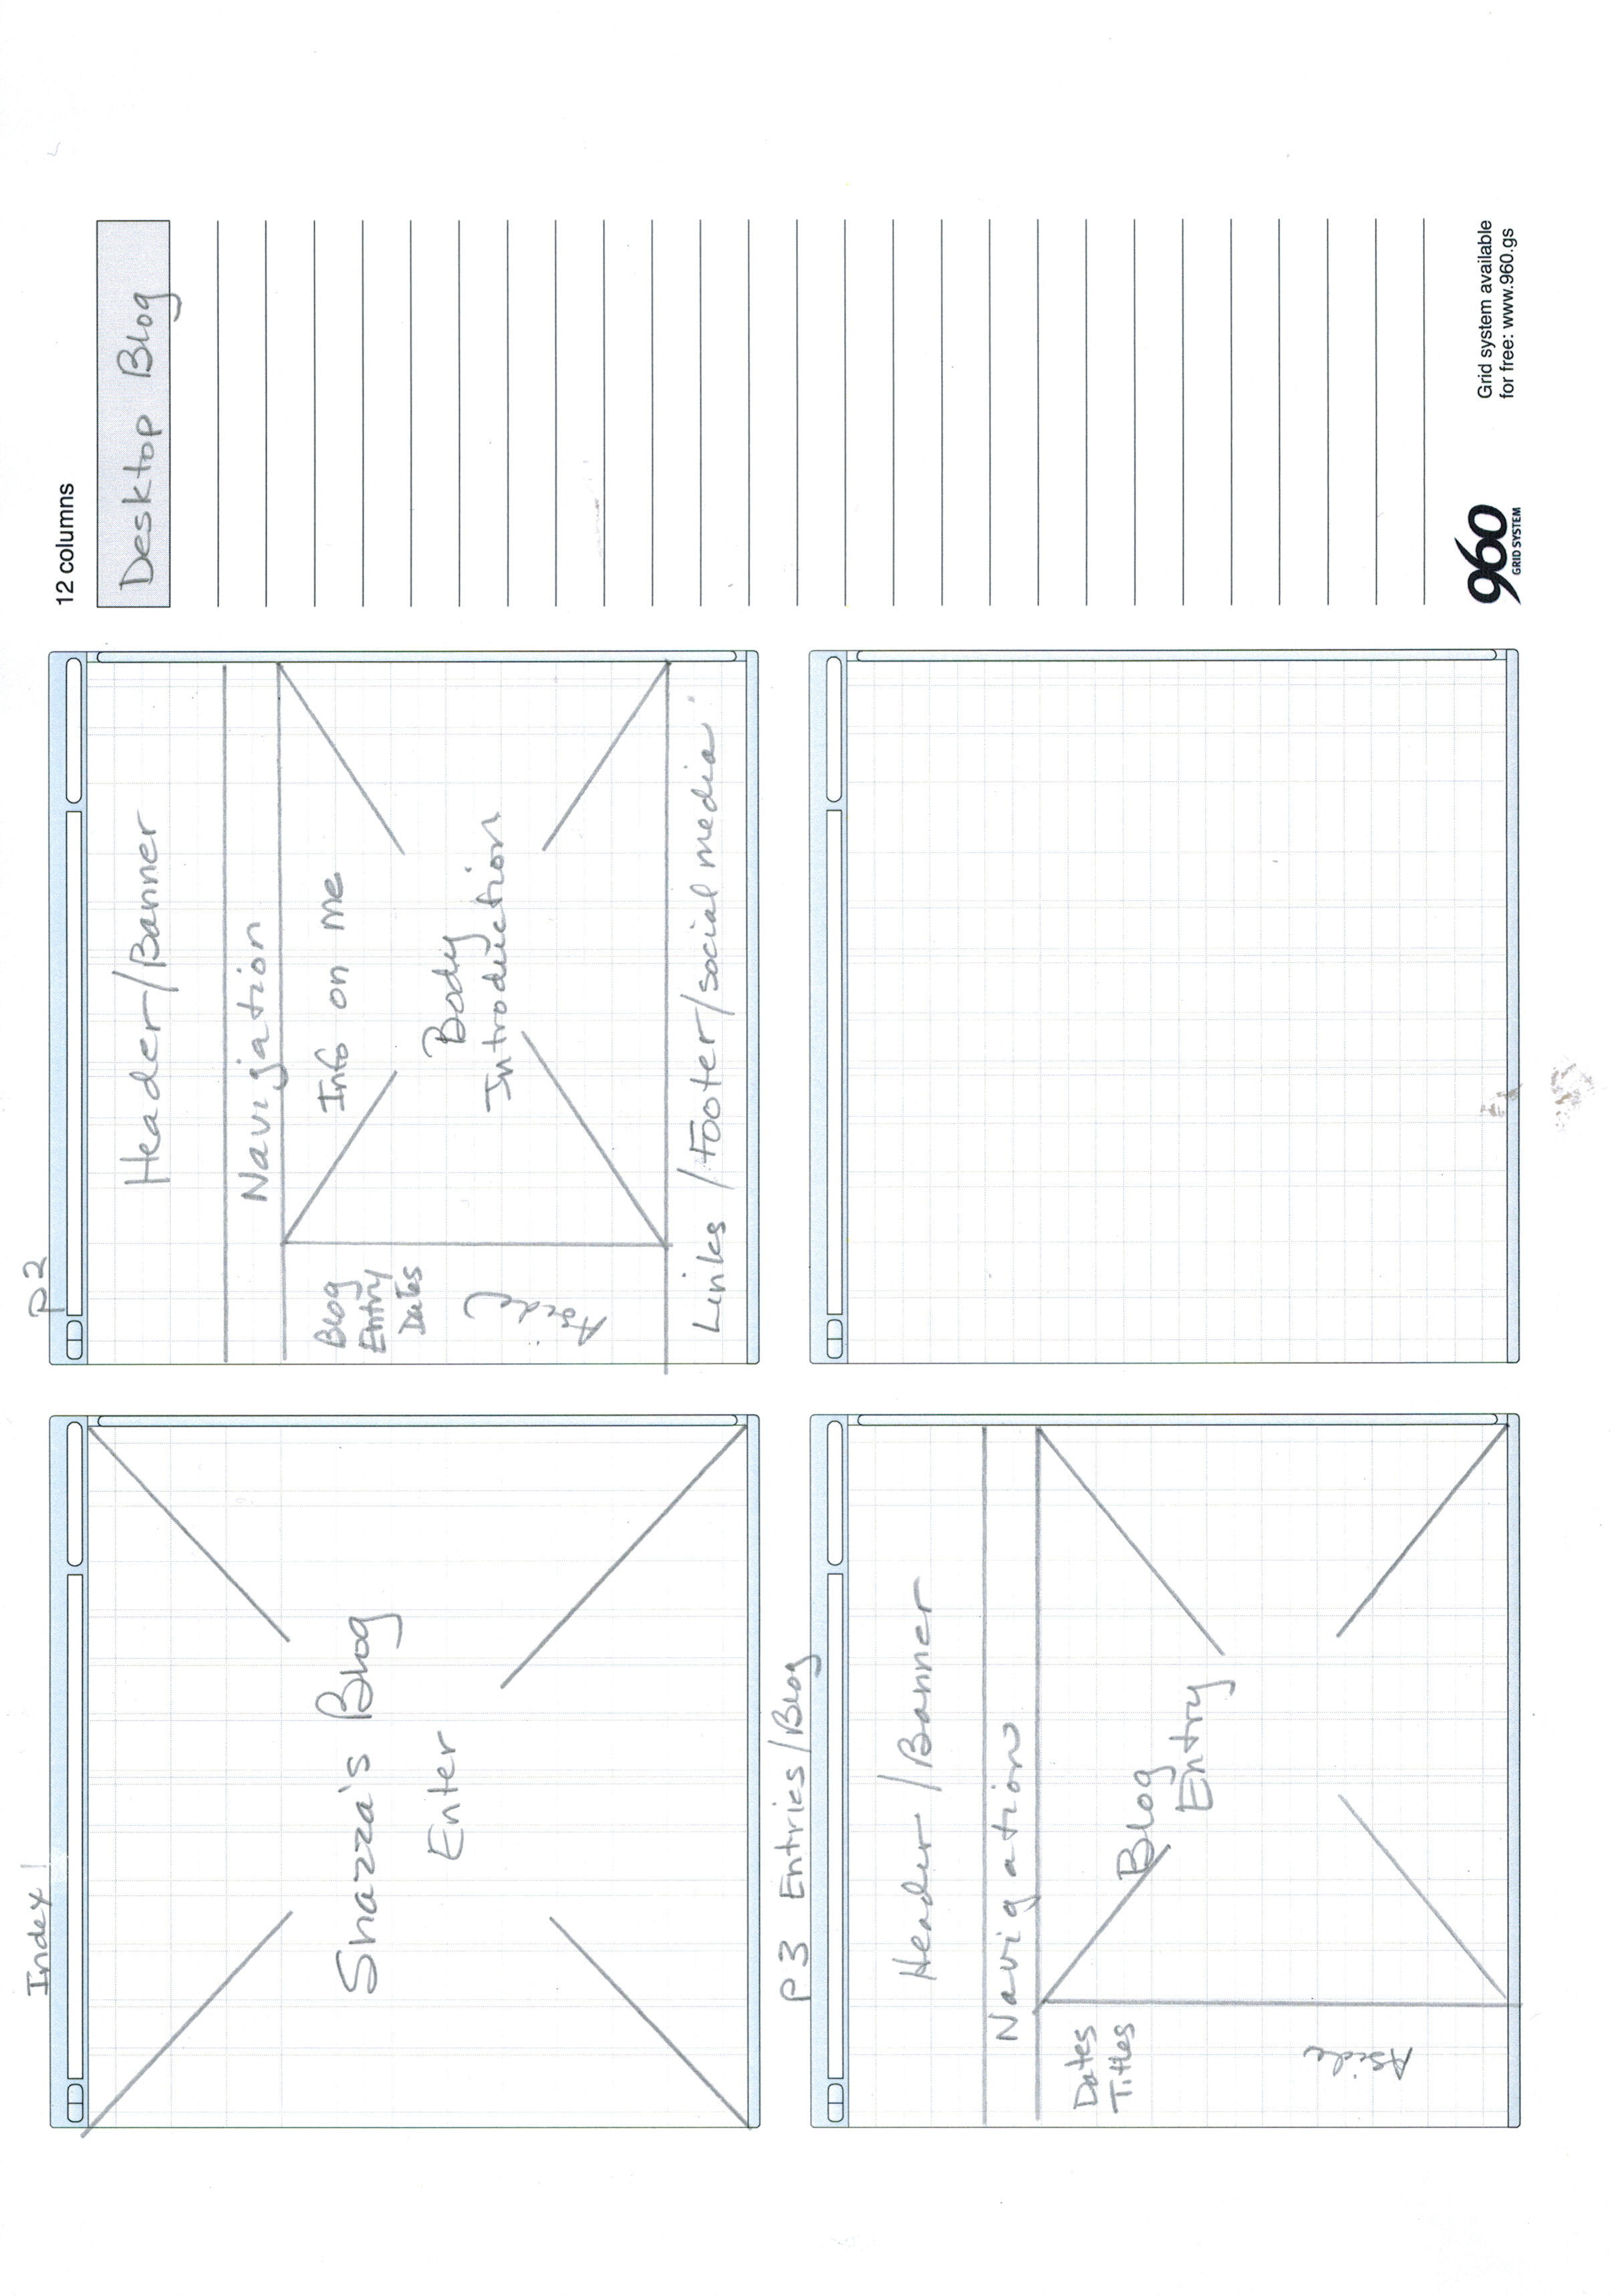 Index
Shazza's Blog
Enter
p2
Header/Banner
Navigation
Blog
Entry
Dates
Aside
Info on me
Body
Introduction
Links /Footer/social media
P3 Entries/Blog
Header /Banner
Navigation
Dates
Titles
Aside
Blog
Entry
12 columns
Desktop Blog
960
GRID SYSTEM
Grid system available
for free: www.960.gs